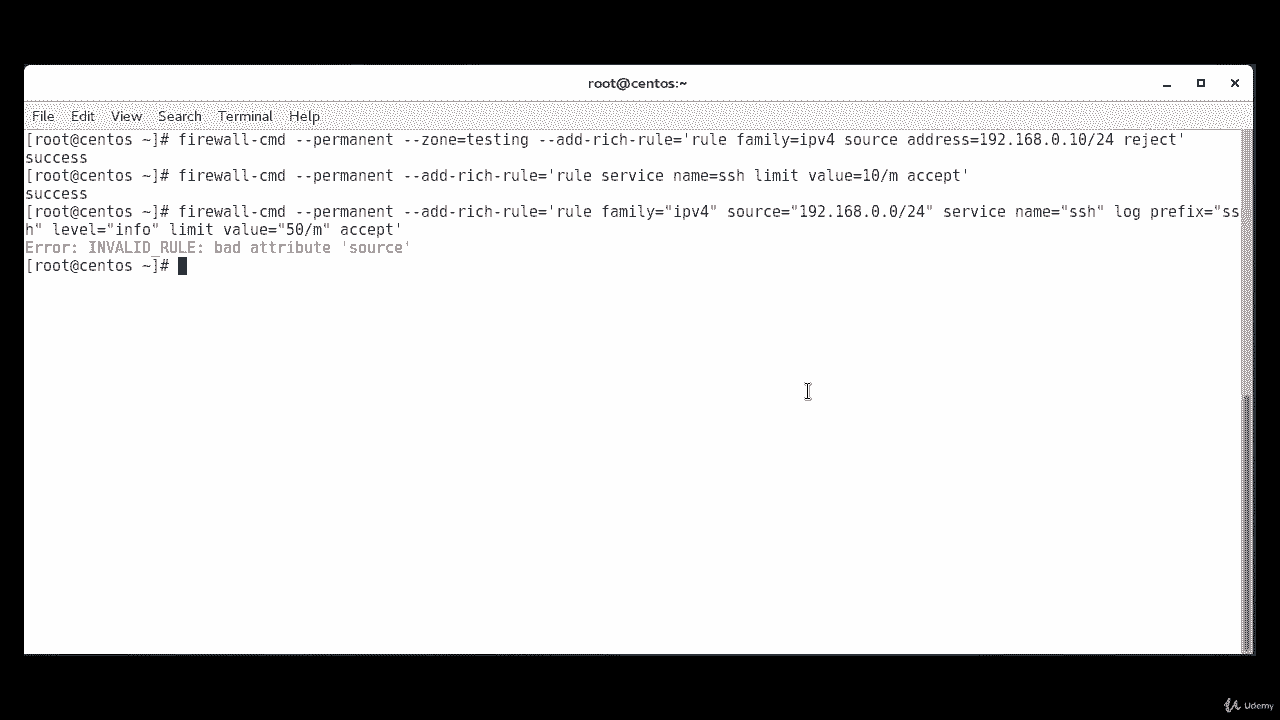 root@centos:~
File Edit View Search Terminal Help
[root@centos ~]# firewall-cmd --permanent --zone=testing --add-rich-rule='rule family=ipv4 source address=192.168.0.10/24 reject'
success
[root@centos ~]# firewall-cmd --permanent --add-rich-rule='rule service name=ssh limit value=10/m accept'
success
[root@centos ~]# firewall-cmd --permanent --add-rich-rule='rule family="ipv4" source="192.168.0.0/24" service name="ssh" log prefix="ss
h" level="info" limit value="50/m" accept'
Error: INVALID_RULE: bad attribute 'source'
[root@centos ~]#
Udemy